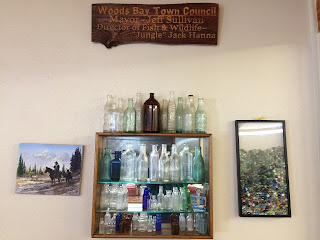 Woods Bay Town Council
Mayor-Jeff Sullivan
Director of Fish & Wildlife-
"Jungle" Jack Hanna